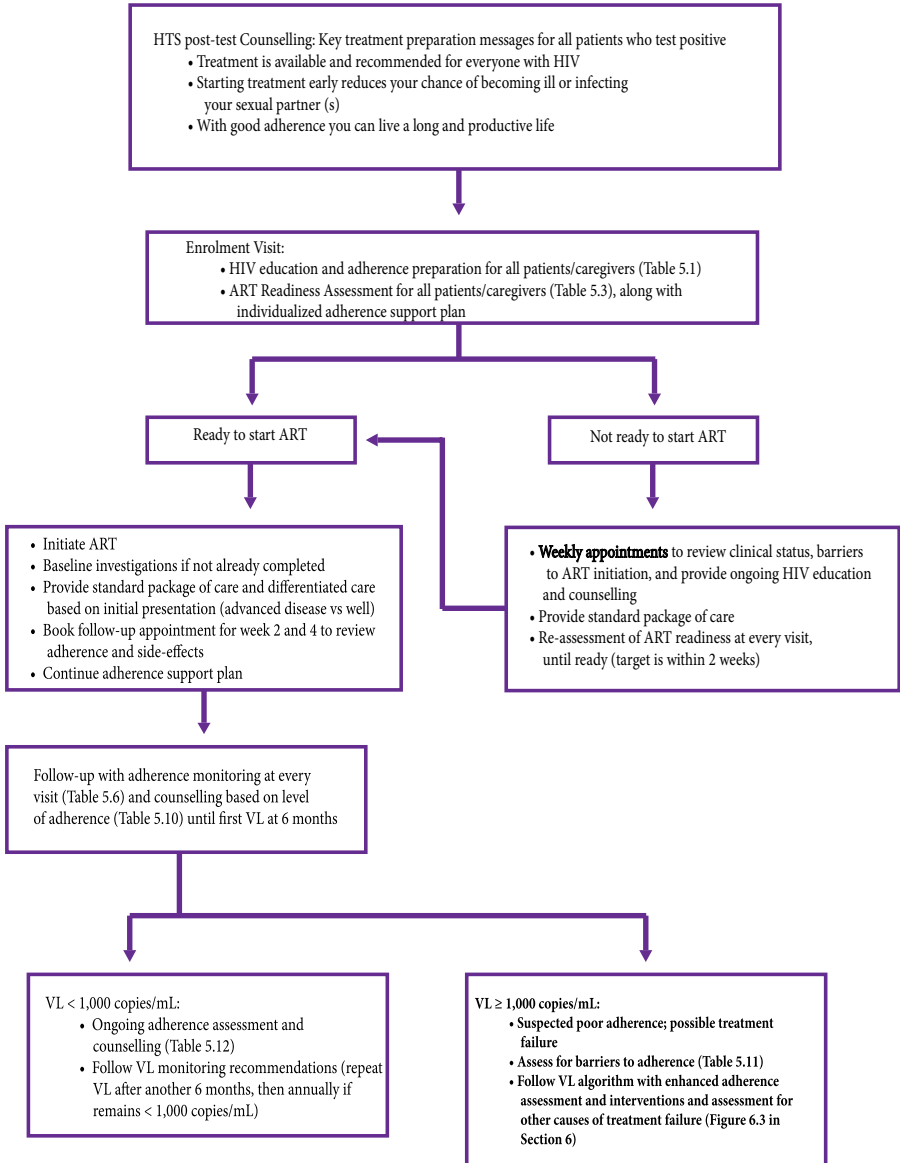 HTS post-test Counselling: Key treatment preparation messages for all patients who test positive
• Treatment is available and recommended for everyone with HIV
• Starting treatment early reduces your chance of becoming ill or infecting
your sexual partner (s)
• With good adherence you can live a long and productive life
Enrolment Visit:
• HIV education and adherence preparation for all patients/caregivers (Table 5.1)
• ART Readiness Assessment for all patients/caregivers (Table 5.3), along with
individualized adherence support plan
Ready to start ART
Not ready to start ART
• Initiate ART
• Baseline investigations if not already completed
• Provide standard package of care and differentiated care
based on initial presentation (advanced disease vs well)
• Book follow-up appointment for week 2 and 4 to review
adherence and side-effects
• Continue adherence support plan
• Weekly appointments to review clinical status, barriers
to ART initiation, and provide ongoing HIV education
and counselling
• Provide standard package of care
• Re-assessment of ART readiness at every visit,
until ready (target is within 2 weeks)
Follow-up with adherence monitoring at every
visit (Table 5.6) and counselling based on level
of adherence (Table 5.10) until first VL at 6 months
VL < 1,000 copies/mL:
• Ongoing adherence assessment and
counselling (Table 5.12)
• Follow VL monitoring recommendations (repeat
VL after another 6 months, then annually if
remains < 1,000 copies/mL)
VL ≥ 1,000 copies/mL:
• Suspected poor adherence; possible treatment
failure
• Assess for barriers to adherence (Table 5.11)
• Follow VL algorithm with enhanced adherence
assessment and interventions and assessment for
other causes of treatment failure (Figure 6.3 in
Section 6)